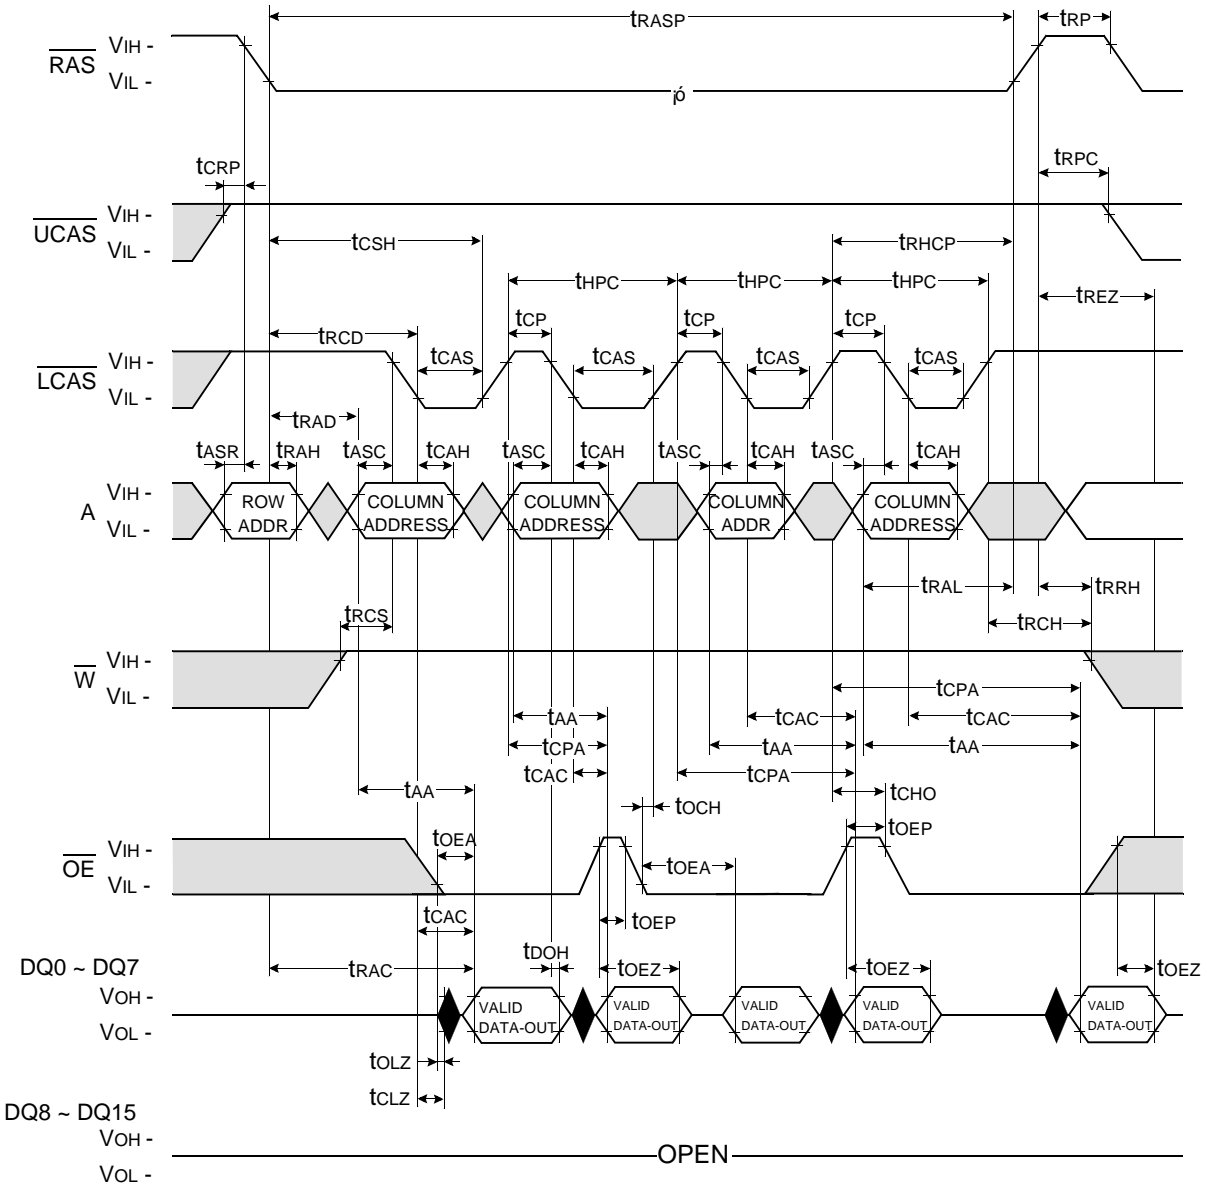 tRASP tRP
VIH -
RAS
VIL -
¡ó
tCRP tRPC
VIH -
UCAS
VIL -
tCSH tRHCP
tHPC tHPC tHPC
tREZ
tRCD tCP tCP tCP
VIH -
LCAS
VIL -
tCAS tCAS tCAS tCAS
tRAD
tASR tRAH tASC tCAH tASC tCAH tASC tCAH tASC tCAH
VIH -
A
VIL -
ROW
ADDR
COLUMN
ADDRESS
COLUMN
ADDRESS
COLUMN
ADDR
COLUMN
ADDRESS
tRAL tRRH
tRCS tRCH
VIH -
W
VIL -
tCPA
tAA tCAC tCAC
tCPA tAA tAA
tCAC tCPA
tAA tOCH tCHO
tOEA tOEP
VIH -
OE
VIL -
tOEA
tCAC tOEP
tDOH
DQ0 ~ DQ7
tRAC tOEZ tOEZ tOEZ
VOH -
VOL -
VALID
DATA-OUT
VALID
DATA-OUT
VALID
DATA-OUT
VALID
DATA-OUT
VALID
DATA-OUT
tOLZ
tCLZ
DQ8 ~ DQ15
VOH -
OPEN
VOL -